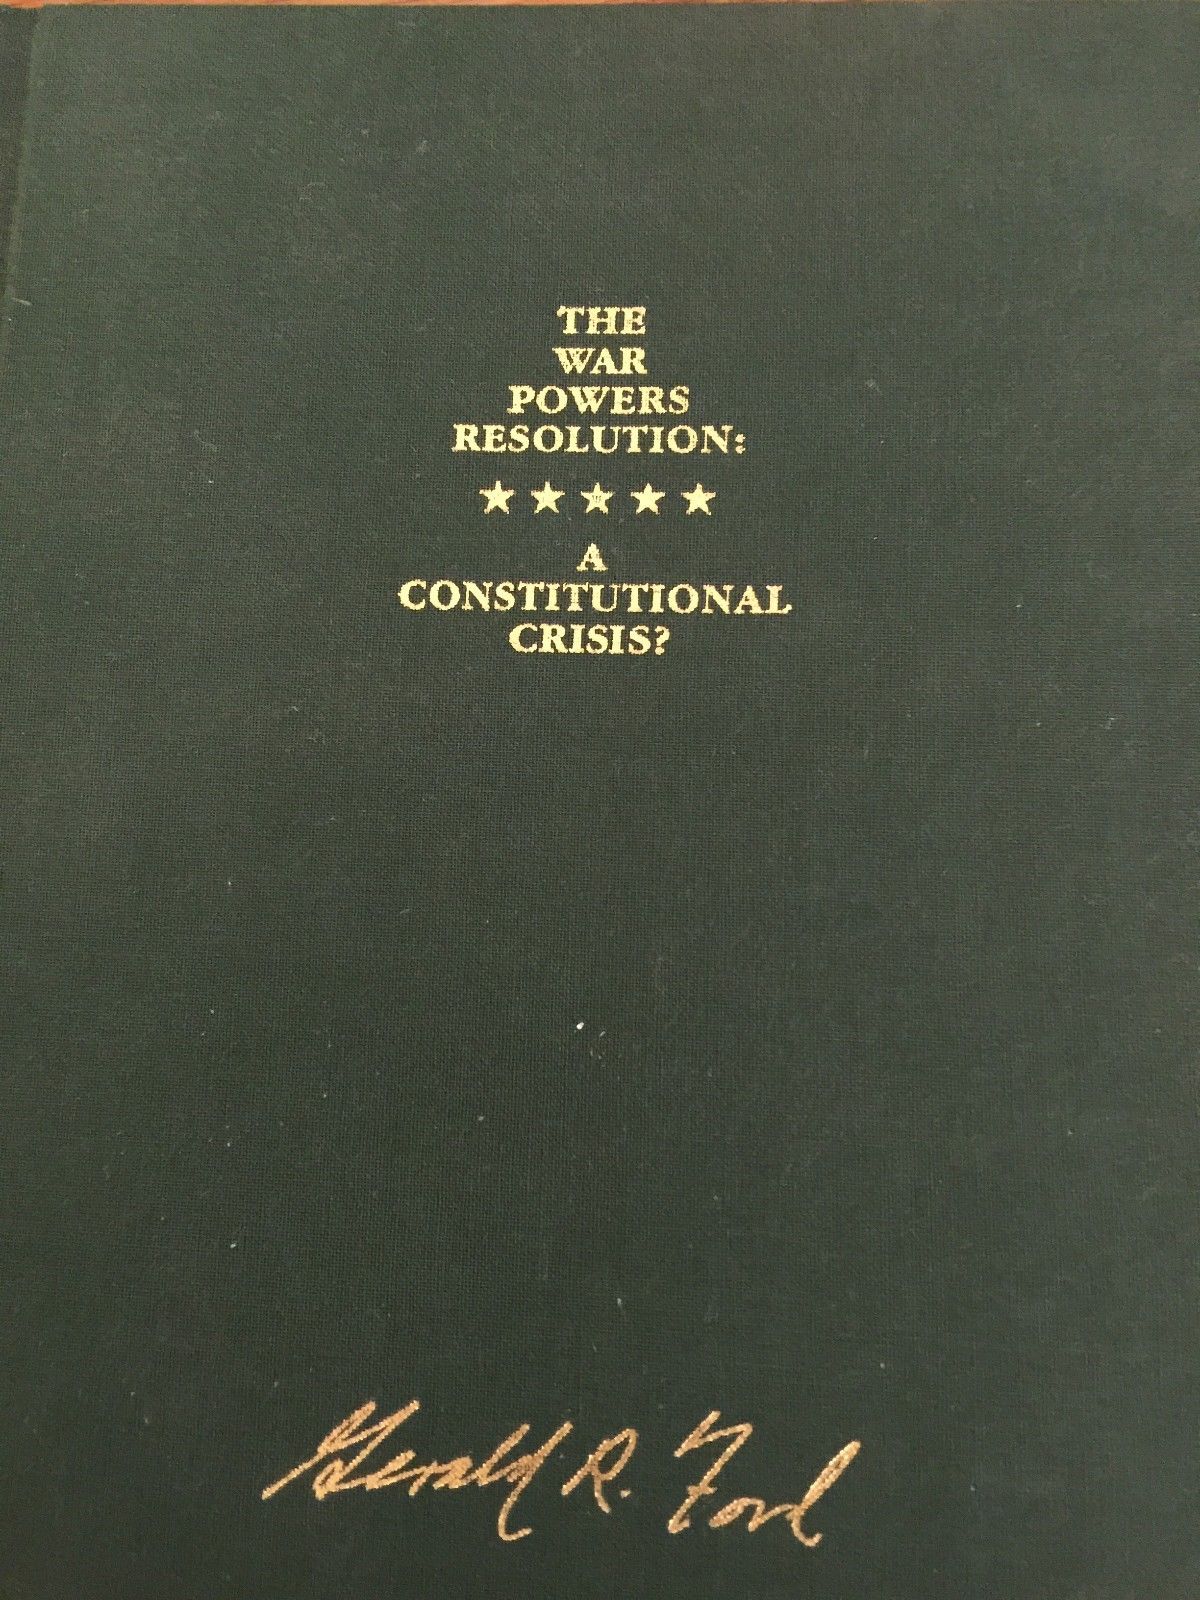 THE
WAR
POWERS
RESOLUTION:
★★★★★
A
CONSTITUTIONAL
CRISIS?
Gerald R. Ford